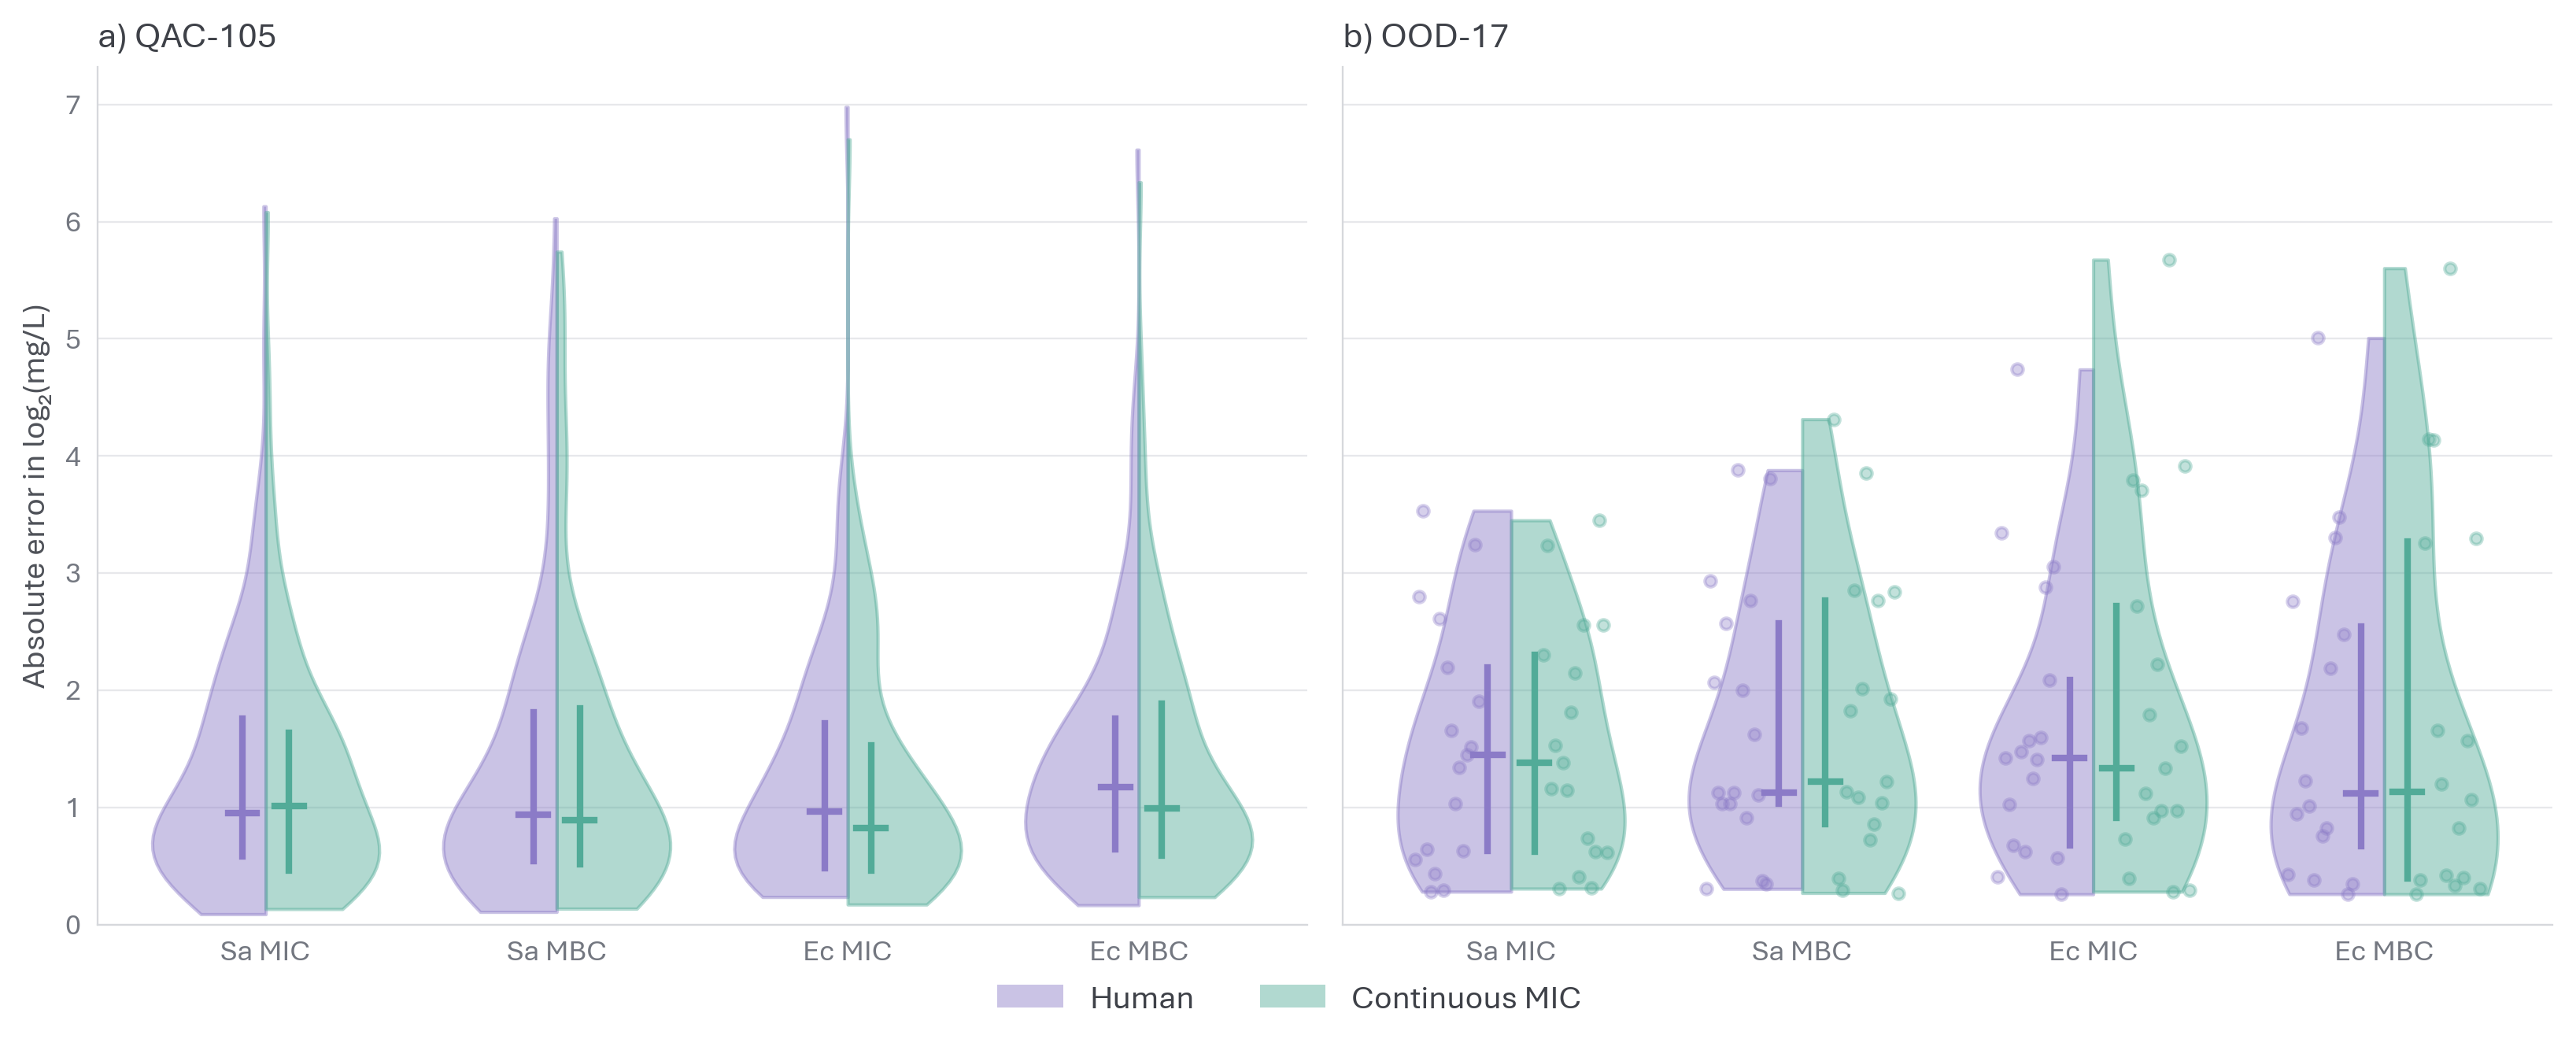 a) QAC-105
b) OOD-17
Absolute error in log₂(mg/L)
7
6
5
4
3
2
1
0
Sa MIC
Sa MBC
Ec MIC
Ec MBC
Sa MIC
Sa MBC
Ec MIC
Ec MBC
Human
Continuous MIC